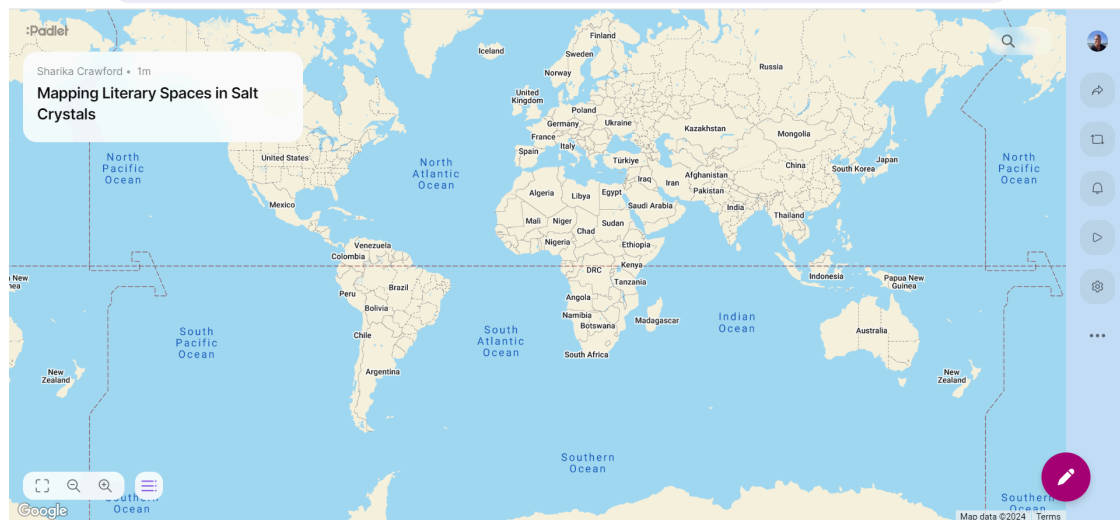 :Padlet
Sharika Crawford • 1m
Mapping Literary Spaces in Salt
Crystals
Iceland
Finland
Sweden
Norway
Russia
United
Kingdom
Poland
Germany
Ukraine
France
Italy
Spain
Türkiye
Kazakhstan
Mongolia
China
Japan
South Korea
Afghanistan
Iraq
Iran
Pakistan
United States
North
Pacific
Ocean
North
Atlantic
Ocean
North
Pacific
Ocean
Mexico
Algeria
Libya
Egypt
Saudi Arabia
India
Thailand
Mali
Niger
Chad
Sudan
Nigeria
Ethiopia
Venezuela
Colombia
DRC
Kenya
Tanzania
Indonesia
Papua New
Guinea
Peru
Brazil
Bolivia
Angola
Namibia
Botswana
Madagascar
Chile
South Africa
Argentina
South
Pacific
Ocean
South
Atlantic
Ocean
Indian
Ocean
Australia
New
Zealand
New
Zealand
Southern
Ocean
Ocean
Southern
Ocean
Google
Map data ©2024
Terms